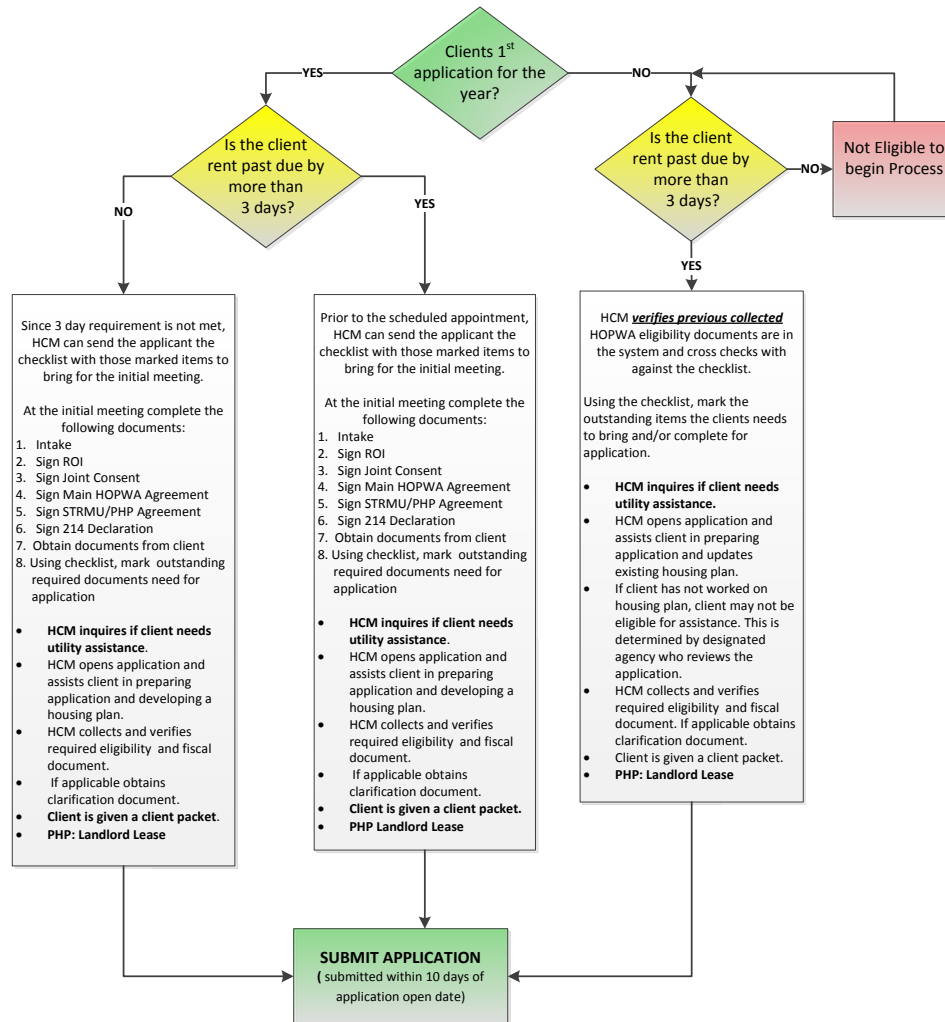 Clients 1st
application for the
year?
YES
NO
Is the client
rent past due by
more than
3 days?
Is the client
rent past due by
more than
3 days?
NO
Not Eligible to
begin Process
NO
YES
YES
Since 3 day requirement is not met,
HCM can send the applicant the
checklist with those marked items to
bring for the initial meeting.
At the initial meeting complete the
following documents:
1. Intake
2. Sign ROI
3. Sign Joint Consent
4. Sign Main HOPWA Agreement
5. Sign STRMU/PHP Agreement
6. Sign 214 Declaration
7. Obtain documents from client
8. Using checklist, mark outstanding
required documents need for
application
• HCM inquires if client needs
utility assistance.
• HCM opens application and
assists client in preparing
application and developing a
housing plan.
• HCM collects and verifies
required eligibility and fiscal
document.
• If applicable obtains
clarification document.
• Client is given a client packet.
• PHP: Landlord Lease
Prior to the scheduled appointment,
HCM can send the applicant the
checklist with those marked items to
bring for the initial meeting.
At the initial meeting complete the
following documents:
1. Intake
2. Sign ROI
3. Sign Joint Consent
4. Sign Main HOPWA Agreement
5. Sign STRMU/PHP Agreement
6. Sign 214 Declaration
7. Obtain documents from client
8. Using checklist, mark outstanding
required documents need for
application
• HCM inquires if client needs
utility assistance.
• HCM opens application and
assists client in preparing
application and developing a
housing plan.
• HCM collects and verifies
required eligibility and fiscal
document.
• If applicable obtains
clarification document.
• Client is given a client packet.
• PHP Landlord Lease
HCM verifies previous collected
HOPWA eligibility documents are in
the system and cross checks with
against the checklist.
Using the checklist, mark the
outstanding items the clients needs
to bring and/or complete for
application.
• HCM inquires if client needs
utility assistance.
• HCM opens application and
assists client in preparing
application and updates
existing housing plan.
• If client has not worked on
housing plan, client may not be
eligible for assistance. This is
determined by designated
agency who reviews the
application.
• HCM collects and verifies
required eligibility and fiscal
document. If applicable obtains
clarification document.
• Client is given a client packet.
• PHP: Landlord Lease
SUBMIT APPLICATION
( submitted within 10 days of
application open date)